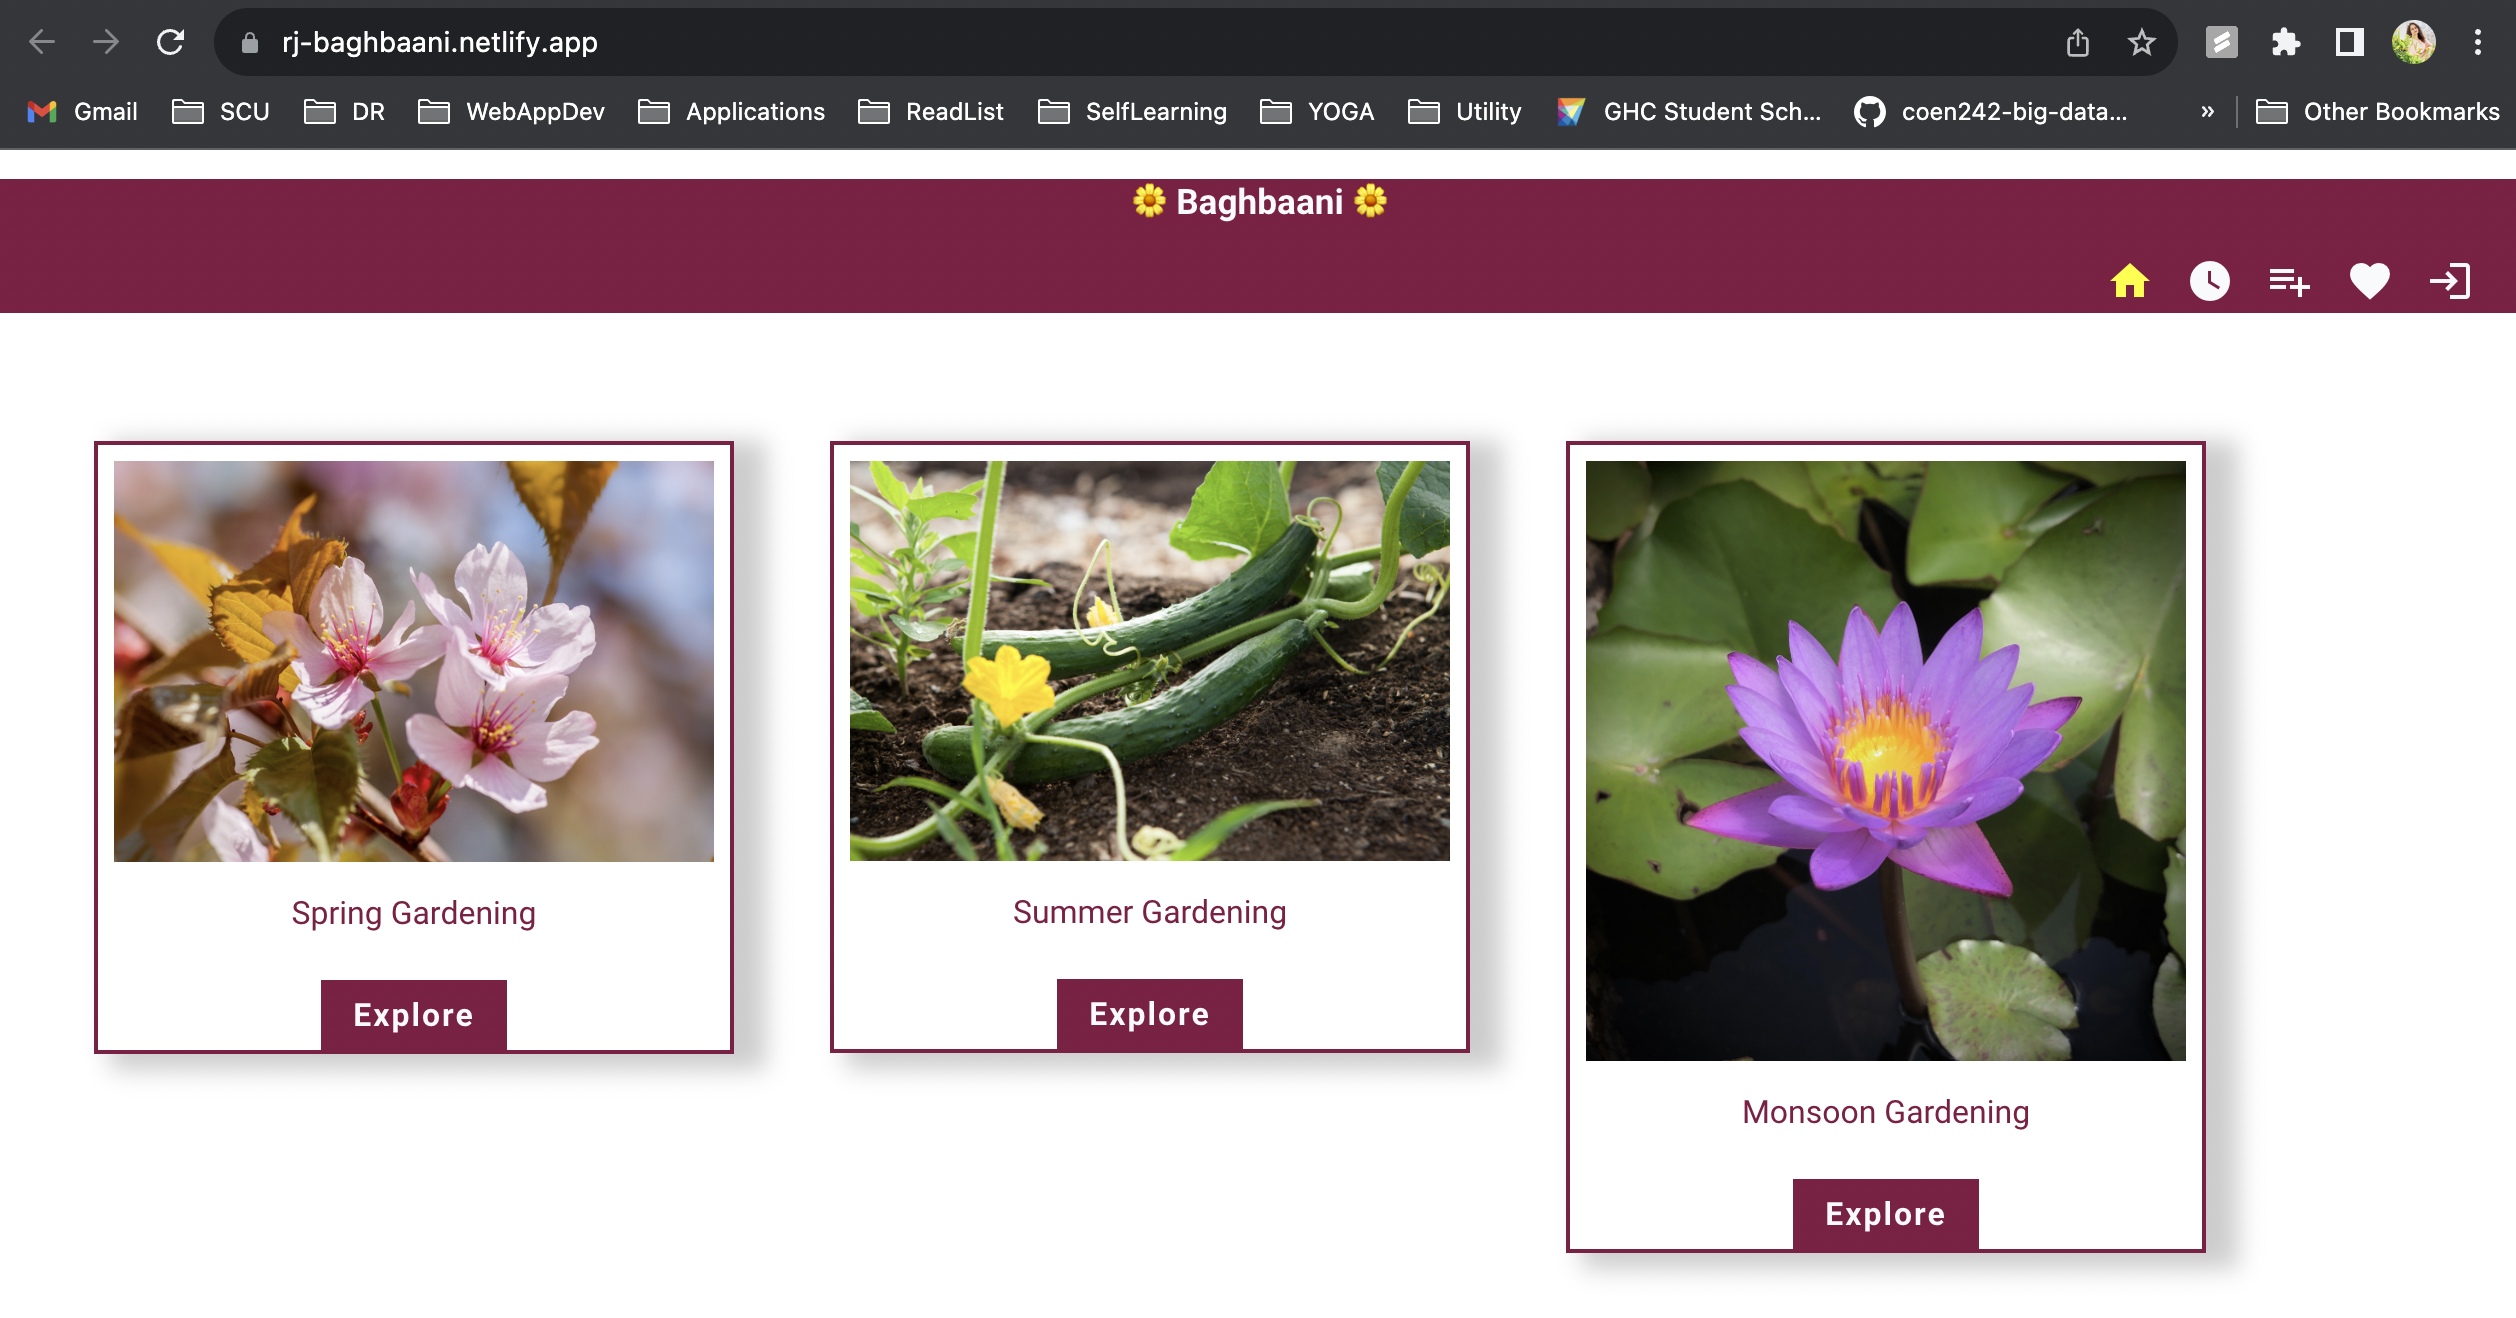 rj-baghbaani.netlify.app
Gmail SCU DR WebAppDev Applications ReadList SelfLearning YOGA Utility GHC Student Sch... coen242-big-data... » Other Bookmarks
🌼 Baghbaani 🌼
Spring Gardening
Explore
Summer Gardening
Explore
Monsoon Gardening
Explore